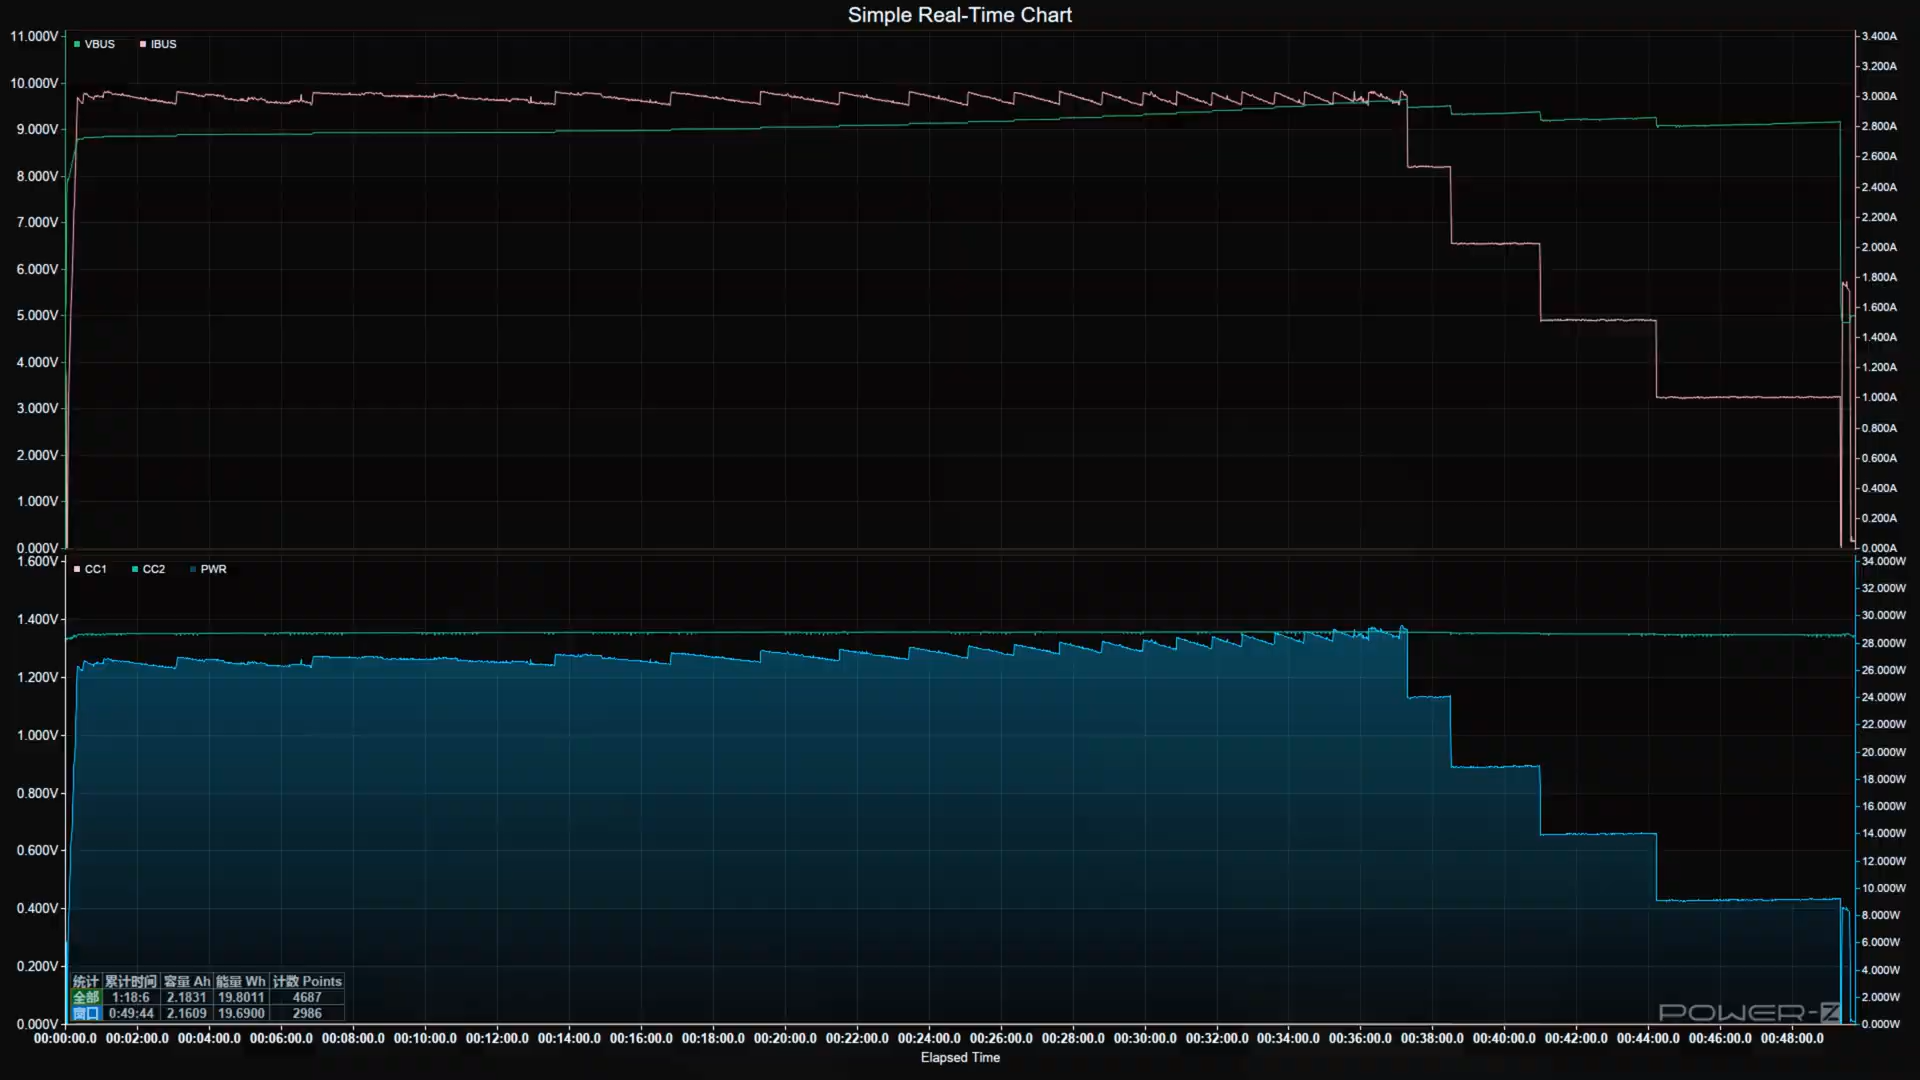 Simple Real-Time Chart
VBUS IBUS
11.000V
10.000V
9.000V
8.000V
7.000V
6.000V
5.000V
4.000V
3.000V
2.000V
1.000V
0.000V
3.400A
3.200A
3.000A
2.800A
2.600A
2.400A
2.200A
2.000A
1.800A
1.600A
1.400A
1.200A
1.000A
0.800A
0.600A
0.400A
0.200A
0.000A
CC1 CC2 PWR
1.600V
1.400V
1.200V
1.000V
0.800V
0.600V
0.400V
0.200V
0.000V
34.000W
32.000W
30.000W
28.000W
26.000W
24.000W
22.000W
20.000W
18.000W
16.000W
14.000W
12.000W
10.000W
8.000W
6.000W
4.000W
2.000W
0.000W
统计 累计时间 容量 Ah 能量 Wh 计数 Points
全部 1:18:6 2.1831 19.8011 4687
窗口 0:49:44 2.1609 19.6900 2986
POWER-Z
00:00:00.0 00:02:00.0 00:04:00.0 00:06:00.0 00:08:00.0 00:10:00.0 00:12:00.0 00:14:00.0 00:16:00.0 00:18:00.0 00:20:00.0 00:22:00.0 00:24:00.0 00:26:00.0 00:28:00.0 00:30:00.0 00:32:00.0 00:34:00.0 00:36:00.0 00:38:00.0 00:40:00.0 00:42:00.0 00:44:00.0 00:46:00.0 00:48:00.0
Elapsed Time